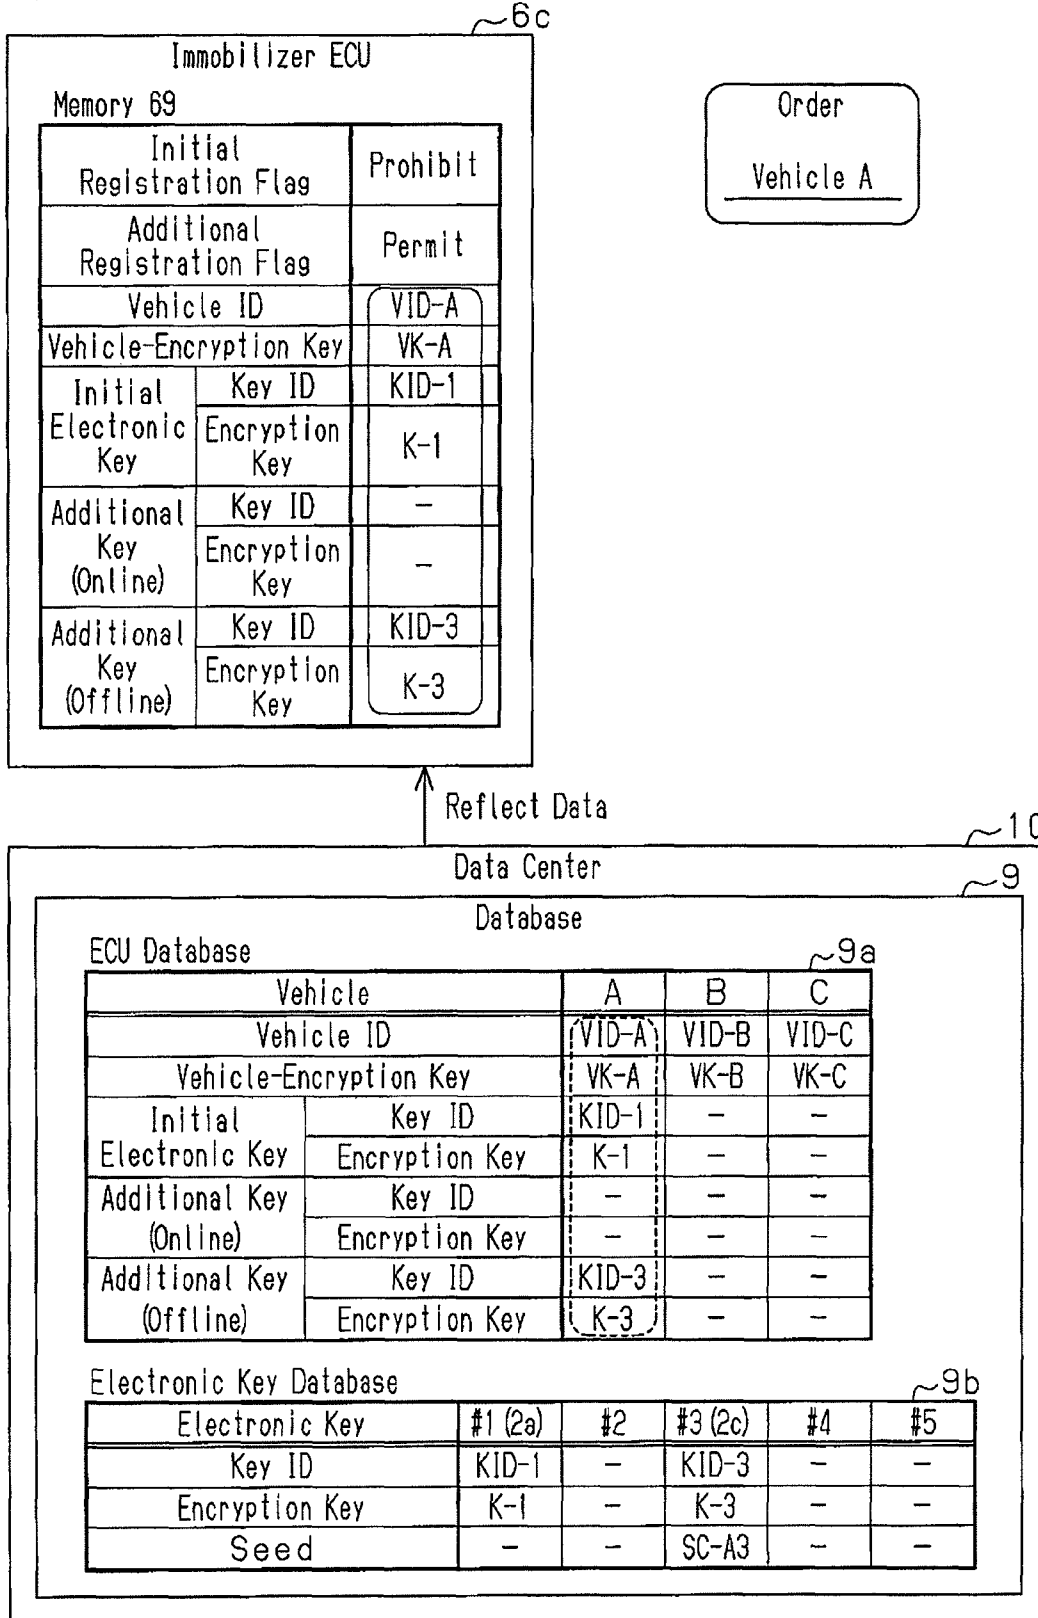 6c
Immobilizer ECU
Memory 69
Initial
Registration Flag
Prohibit
Additional
Registration Flag
Permit
Vehicle ID
VID-A
Vehicle-Encryption Key
VK-A
Initial
Electronic
Key
Key ID
KID-1
Encryption
Key
K-1
Additional
Key
(Online)
Key ID
-
Encryption
Key
-
Additional
Key
(Offline)
Key ID
KID-3
Encryption
Key
K-3
Order
Vehicle A
Reflect Data
10
Data Center
9
Database
ECU Database
9a
Vehicle A B C
Vehicle ID VID-A VID-B VID-C
Vehicle-Encryption Key VK-A VK-B VK-C
Initial
Electronic Key
Key ID KID-1 - -
Encryption Key K-1 - -
Additional Key
(Online)
Key ID - - -
Encryption Key - - -
Additional Key
(Offline)
Key ID KID-3 - -
Encryption Key K-3 - -
Electronic Key Database
9b
Electronic Key #1 (2a) #2 #3 (2c) #4 #5
Key ID KID-1 - KID-3 - -
Encryption Key K-1 - K-3 - -
Seed - - SC-A3 - -